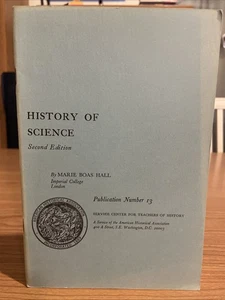 HISTORY OF
SCIENCE
Second Edition
By MARIE BOAS HALL
Imperial College
London
Publication Number 13
SERVICE CENTER FOR TEACHERS OF HISTORY
A Service of the American Historical Association
400 A Street, S.E. Washington, D.C. 20003